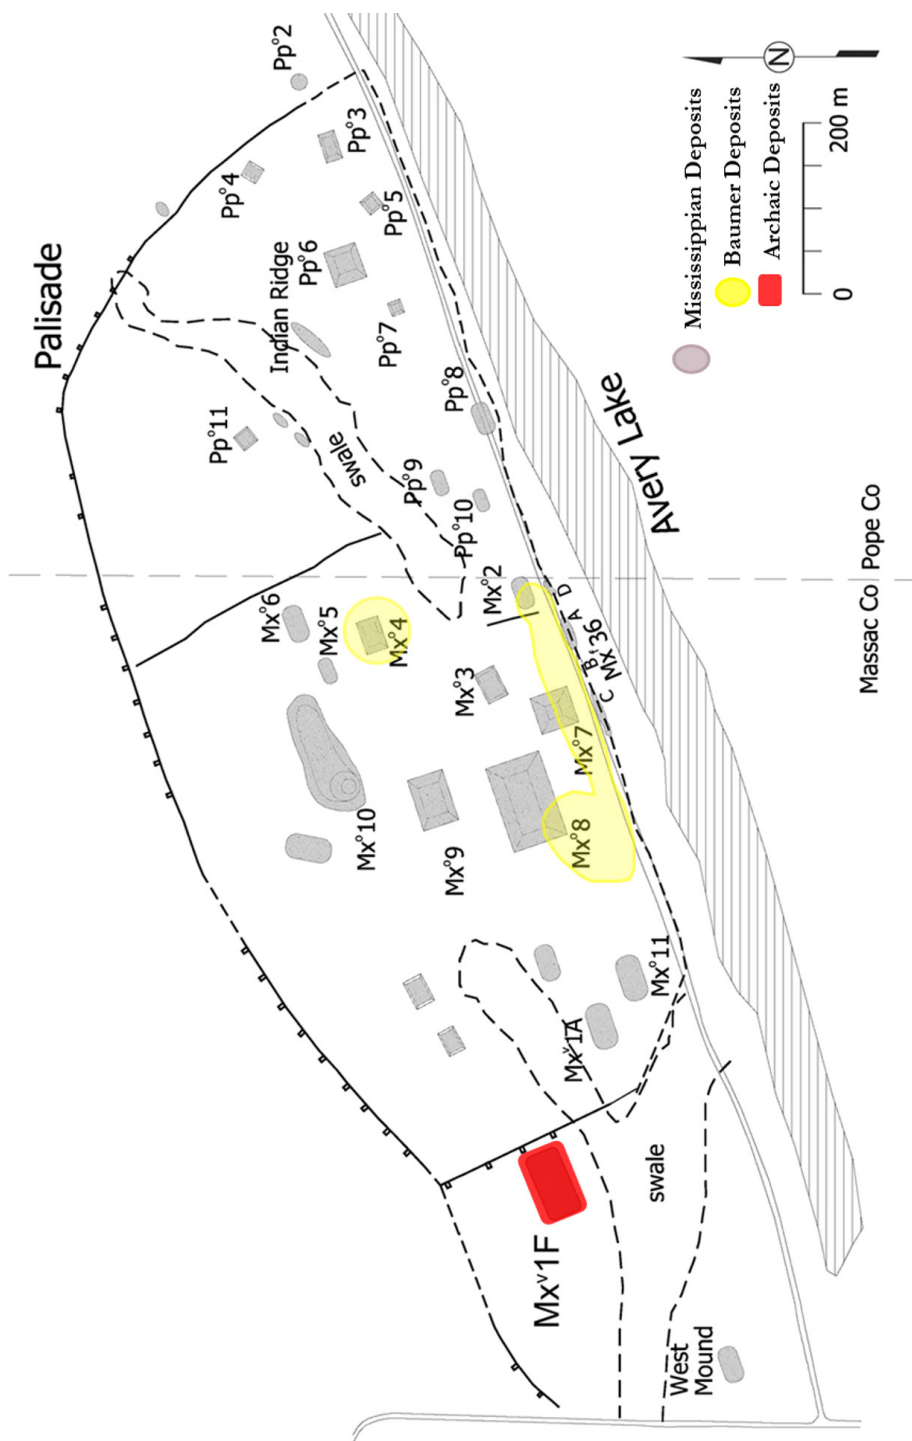 Palisade
Pp°2
Pp°3
Pp°4
Pp°5
Indian Ridge
Pp°6
Pp°7
Pp°8
Pp°11
swale
Pp°9
Pp°10
Mx°2
Mx°6
Mx°5
Mx°4
Mx°3
C B A D
Mx'36
Mx°7
Mx°8
Mx°10
Mx°9
Mx°11
Mxᵛ1A
Mxᵛ1F
swale
West
Mound
Avery Lake
Massac Co Pope Co
N
Mississippian Deposits
Baumer Deposits
Archaic Deposits
0 200 m